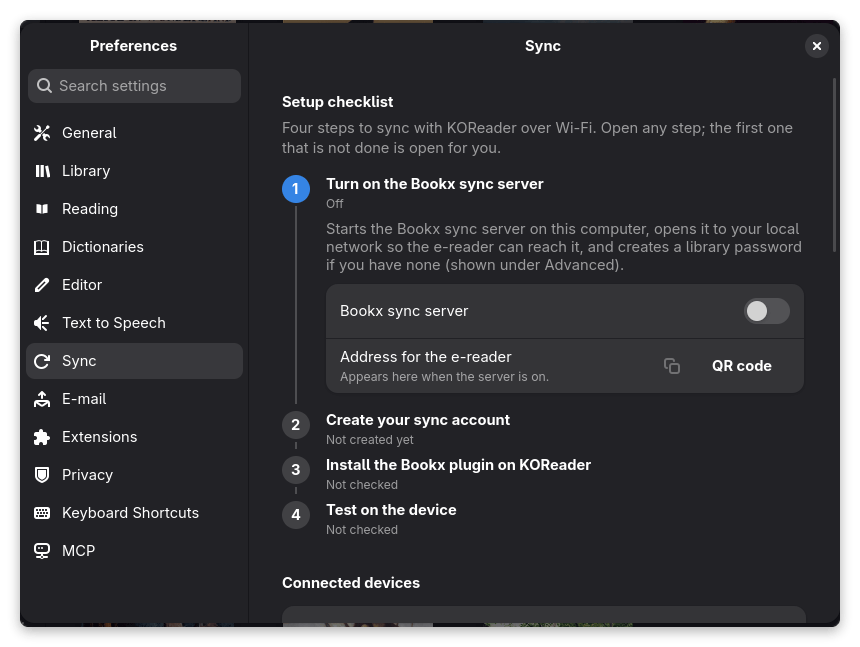 Preferences
Search settings
General
Library
Reading
Dictionaries
Editor
Text to Speech
Sync
E-mail
Extensions
Privacy
Keyboard Shortcuts
MCP
Sync
Setup checklist
Four steps to sync with KOReader over Wi-Fi. Open any step; the first one
that is not done is open for you.
1
Turn on the Bookx sync server
Off
Starts the Bookx sync server on this computer, opens it to your local
network so the e-reader can reach it, and creates a library password
if you have none (shown under Advanced).
Bookx sync server
Address for the e-reader
Appears here when the server is on.
QR code
2
Create your sync account
Not created yet
3
Install the Bookx plugin on KOReader
Not checked
4
Test on the device
Not checked
Connected devices